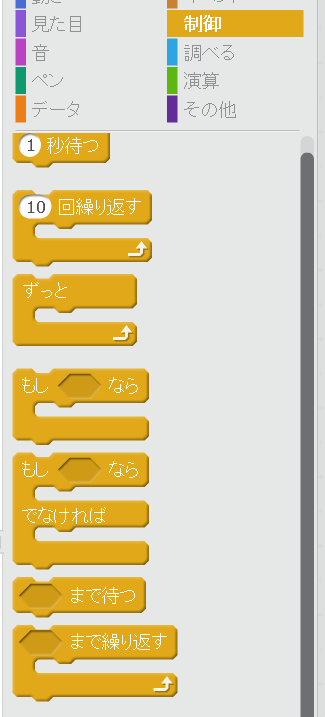 見た目 制御
音 調べる
ペン 演算
データ その他
1 秒待つ
10 回繰り返す
ずっと
もし なら
もし なら
でなければ
まで待つ
まで繰り返す